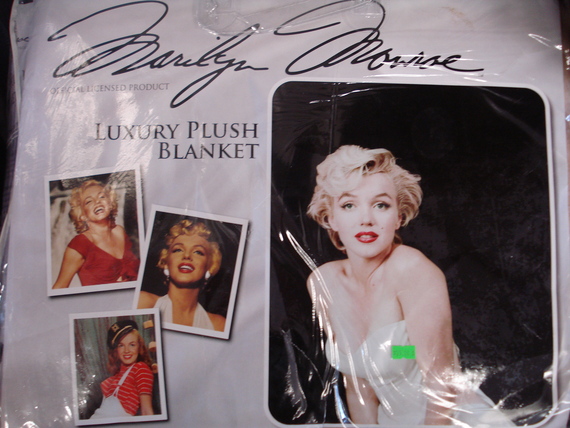 Marilyn Monroe
OFFICIAL LICENSED PRODUCT
LUXURY PLUSH
BLANKET